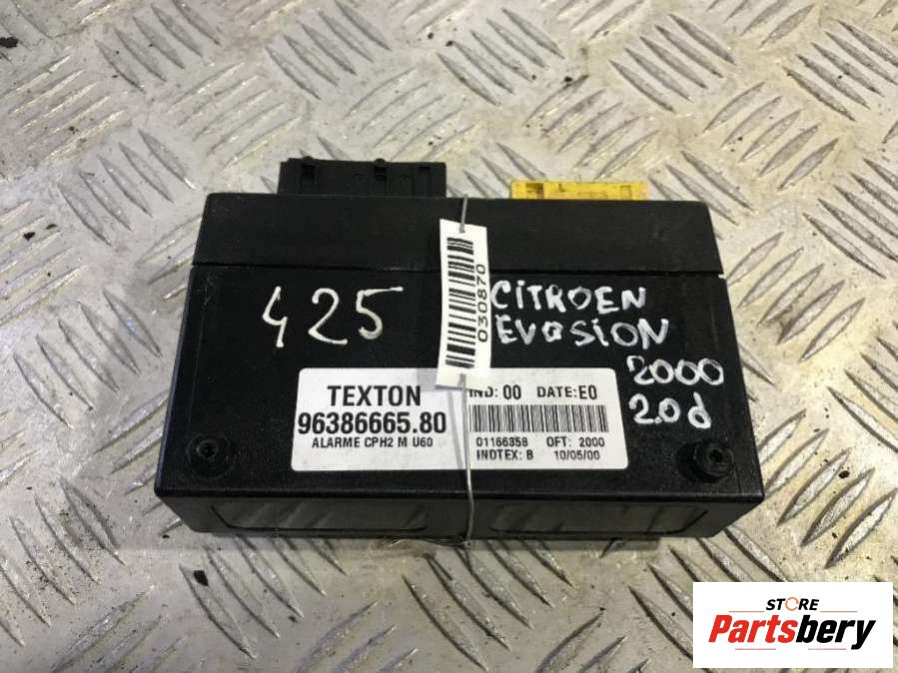 030870
425
CITROEN
EVASION
2000
2.0d
TEXTON
96386665.80
ALARME CPH2 M U60
IND: 00 DATE: E0
01166358 OFT: 2000
INDTEX: B 10/05/00
STORE
Partsbery